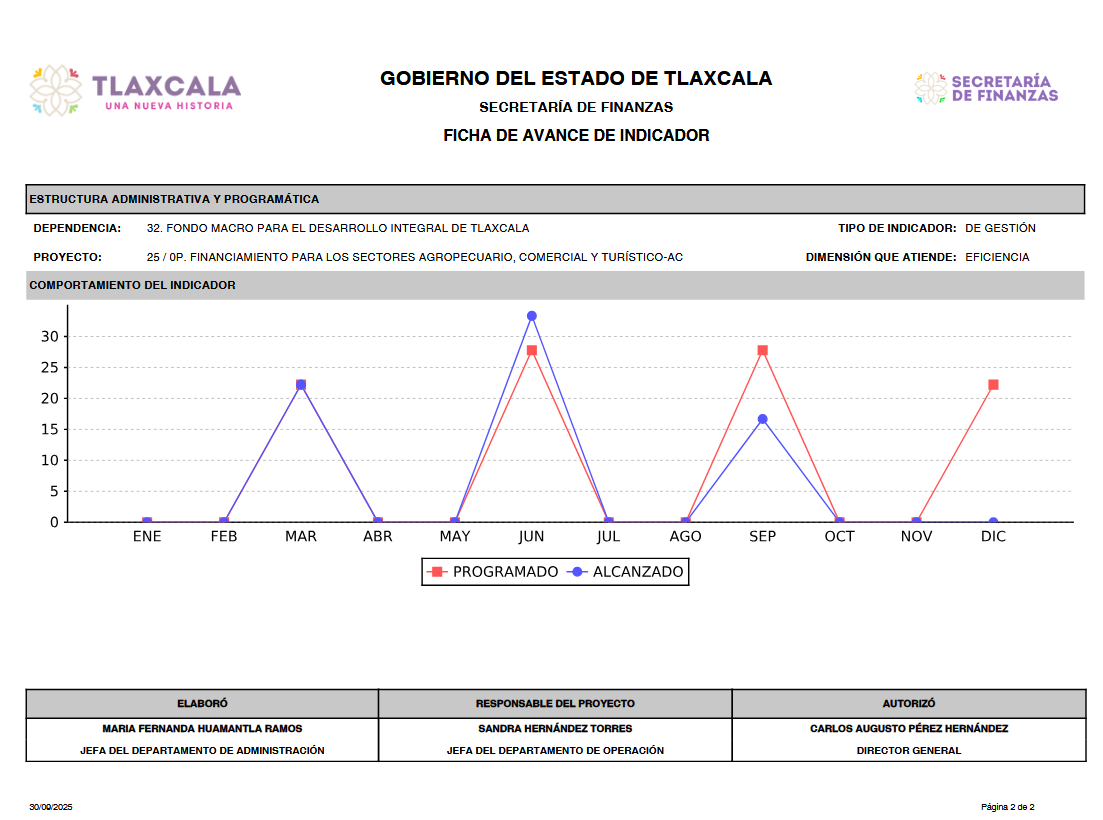 TLAXCALA
UNA NUEVA HISTORIA
GOBIERNO DEL ESTADO DE TLAXCALA
SECRETARÍA DE FINANZAS
FICHA DE AVANCE DE INDICADOR
SECRETARÍA
DE FINANZAS
ESTRUCTURA ADMINISTRATIVA Y PROGRAMÁTICA
DEPENDENCIA: 32. FONDO MACRO PARA EL DESARROLLO INTEGRAL DE TLAXCALA TIPO DE INDICADOR: DE GESTIÓN
PROYECTO: 25 / 0P. FINANCIAMIENTO PARA LOS SECTORES AGROPECUARIO, COMERCIAL Y TURÍSTICO-AC DIMENSIÓN QUE ATIENDE: EFICIENCIA
COMPORTAMIENTO DEL INDICADOR
30
25
20
15
10
5
0
ENE FEB MAR ABR MAY JUN JUL AGO SEP OCT NOV DIC
PROGRAMADO ALCANZADO
ELABORÓ RESPONSABLE DEL PROYECTO AUTORIZÓ
MARIA FERNANDA HUAMANTLA RAMOS SANDRA HERNÁNDEZ TORRES CARLOS AUGUSTO PÉREZ HERNÁNDEZ
JEFA DEL DEPARTAMENTO DE ADMINISTRACIÓN JEFA DEL DEPARTAMENTO DE OPERACIÓN DIRECTOR GENERAL
30/09/2025 Página 2 de 2